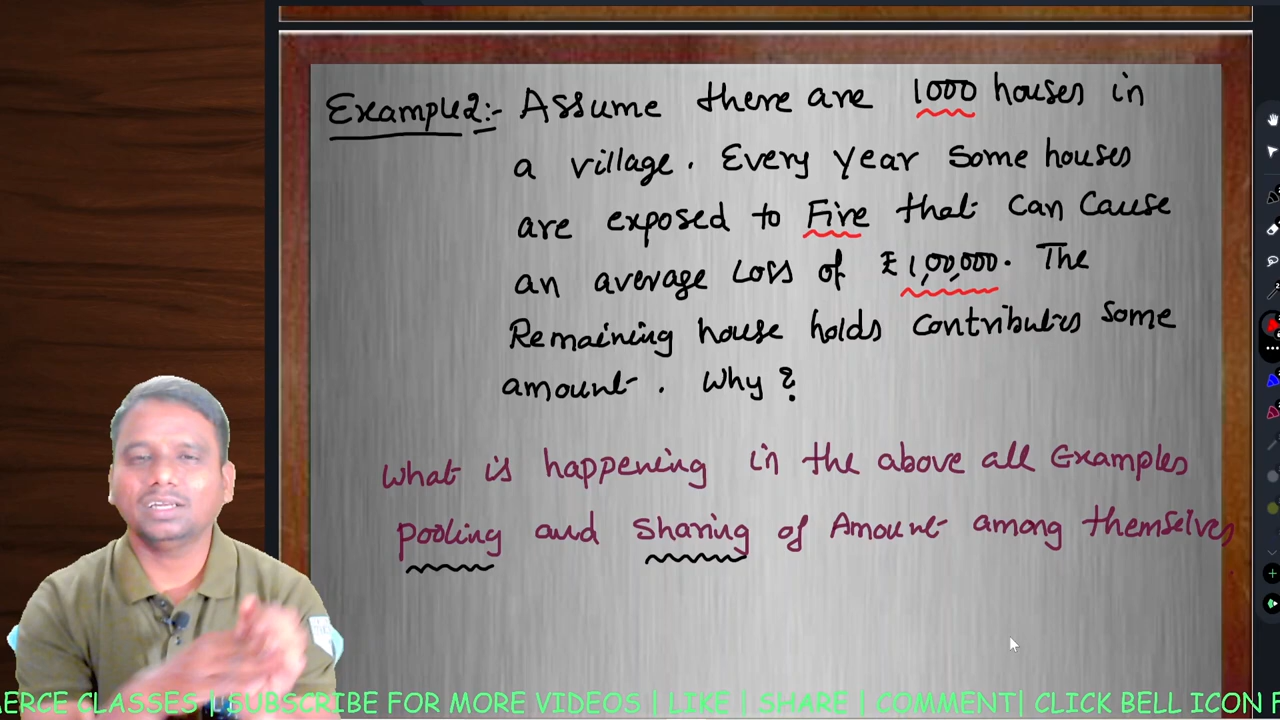 Example2:- Assume there are 1000 houses in
a village. Every year some houses
are exposed to Fire that can cause
an average Loss of ₹1,00,000. The
Remaining house holds contributes some
amount. Why?
What is happening in the above all Examples
pooling and sharing of Amount among themselves
ERCE CLASSES | SUBSCRIBE FOR MORE VIDEOS | LIKE | SHARE | COMMENT| CLICK BELL ICON F